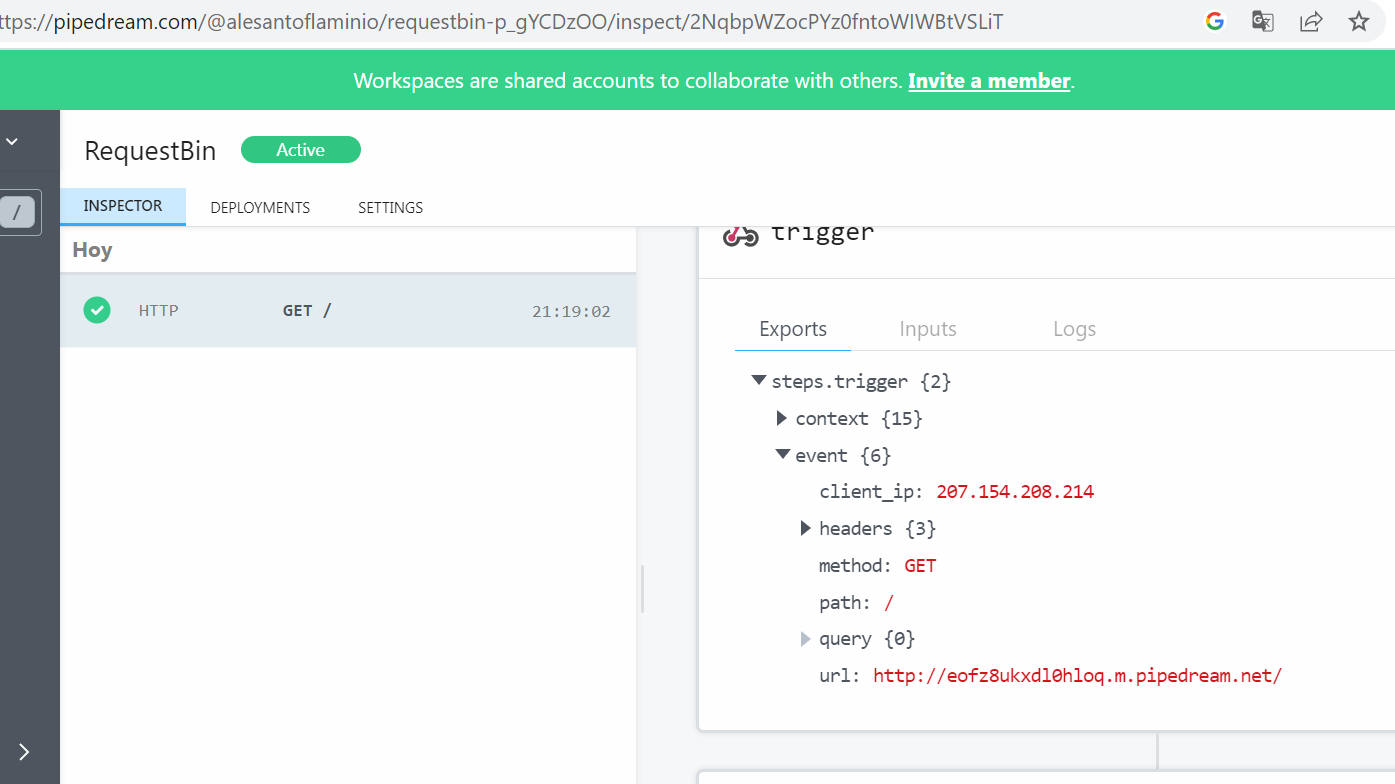 ttps://pipedream.com/@alesantoflaminio/requestbin-p_gYCDzOO/inspect/2NqbpWZocPYz0fntoWIWBtVSLiT
Workspaces are shared accounts to collaborate with others. Invite a member.
RequestBin Active
/
INSPECTOR DEPLOYMENTS SETTINGS
Hoy
HTTP GET / 21:19:02
trigger
Exports Inputs Logs
steps.trigger {2}
context {15}
event {6}
client_ip: 207.154.208.214
headers {3}
method: GET
path: /
query {0}
url: http://eofz8ukxdl0hloq.m.pipedream.net/